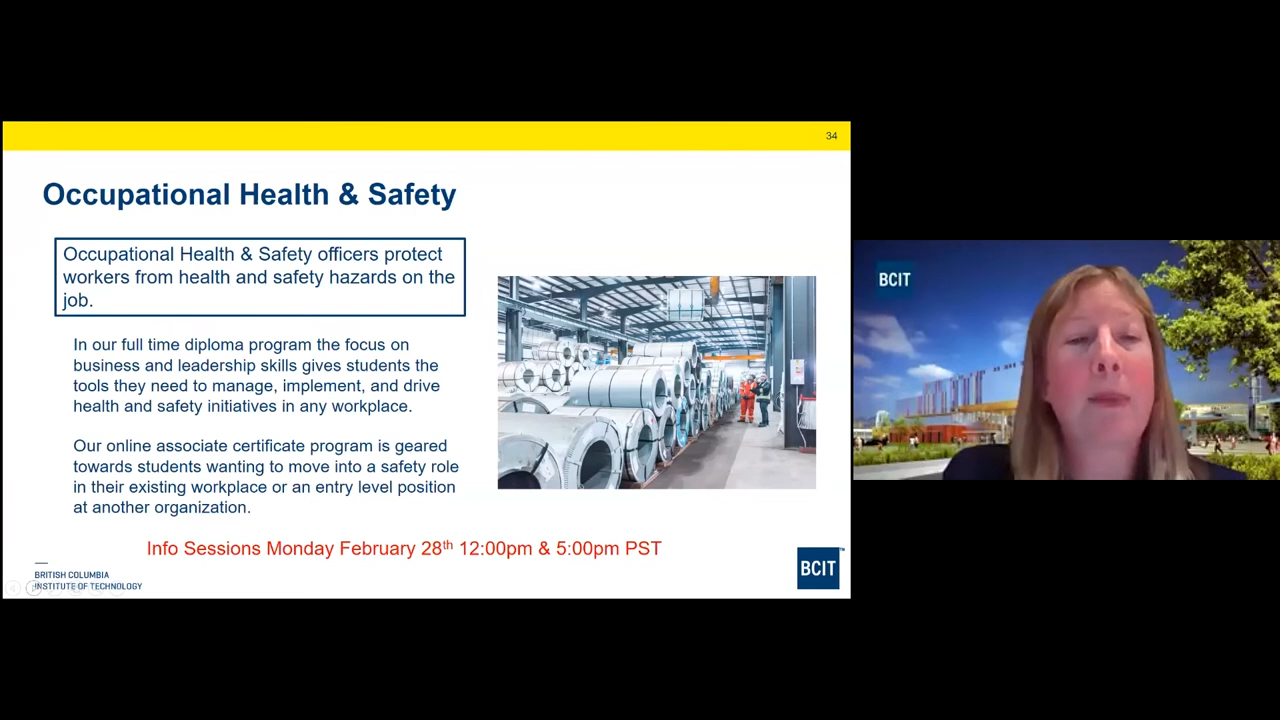 34
Occupational Health & Safety
Occupational Health & Safety officers protect
workers from health and safety hazards on the
job.
In our full time diploma program the focus on
business and leadership skills gives students the
tools they need to manage, implement, and drive
health and safety initiatives in any workplace.
Our online associate certificate program is geared
towards students wanting to move into a safety role
in their existing workplace or an entry level position
at another organization.
Info Sessions Monday February 28th 12:00pm & 5:00pm PST
BRITISH COLUMBIA
INSTITUTE OF TECHNOLOGY
BCIT™
BCIT